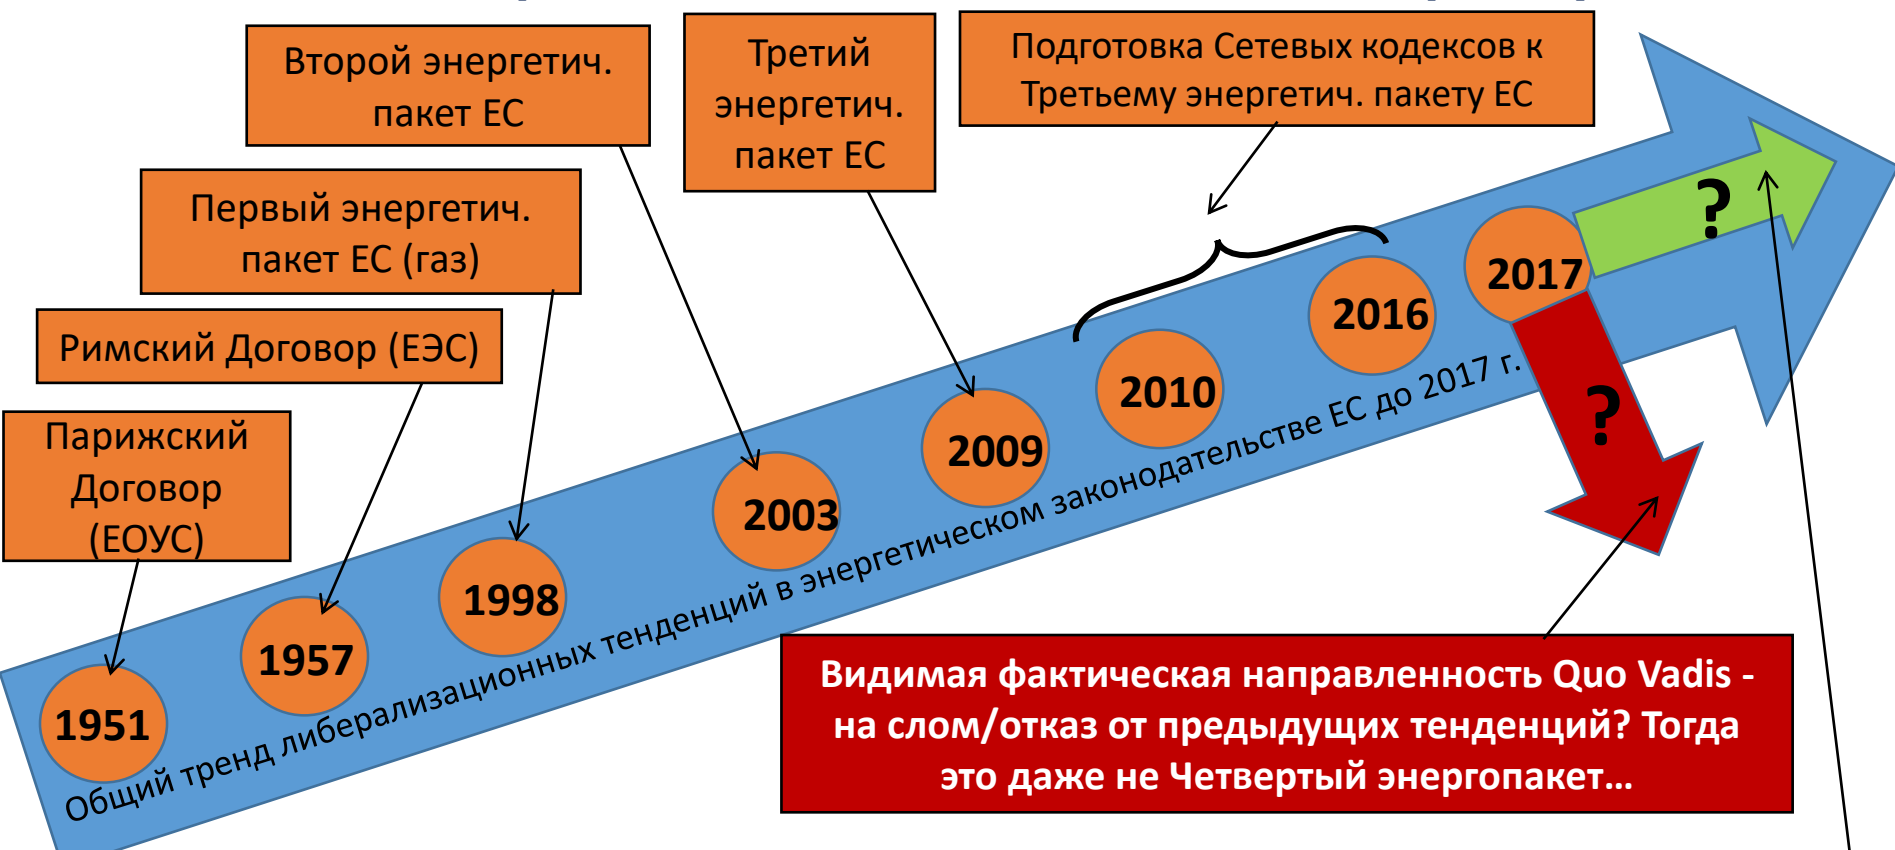 Второй энергетич.
пакет ЕС
Третий
энергетич.
пакет ЕС
Подготовка Сетевых кодексов к
Третьему энергетич. пакету ЕС
Первый энергетич.
пакет ЕС (газ)
Римский Договор (ЕЭС)
Парижский
Договор
(ЕОУС)
1951
1957
1998
2003
2009
2010
2016
2017
?
?
Общий тренд либерализационных тенденций в энергетическом законодательстве ЕС до 2017 г.
Видимая фактическая направленность Quo Vadis -
на слом/отказ от предыдущих тенденций? Тогда
это даже не Четвертый энергопакет...